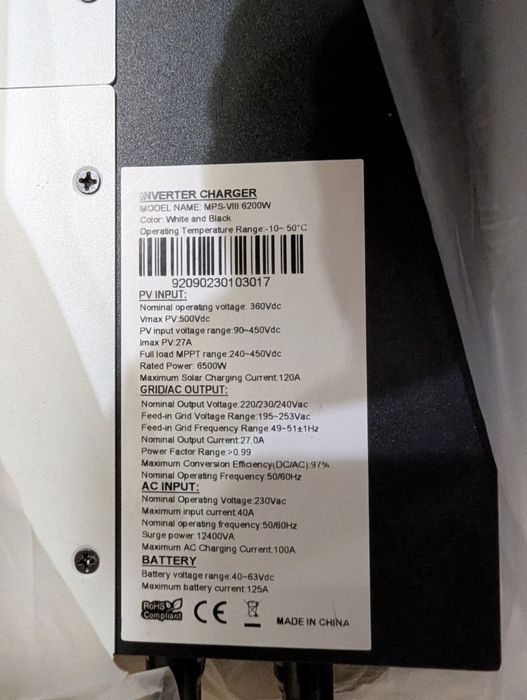 INVERTER CHARGER
MODEL NAME: MPS-VIII 6200W
Color: White and Black
Operating Temperature Range:-10~ 50°C
92090230103017
PV INPUT:
Nominal operating voltage: 360Vdc
Vmax PV:500Vdc
PV input voltage range:90~450Vdc
Imax PV:27A
Full load MPPT range:240~450Vdc
Rated Power: 6500W
Maximum Solar Charging Current:120A
GRID/AC OUTPUT:
Nominal Output Voltage:220/230/240Vac
Feed-in Grid Voltage Range:195~253Vac
Feed-in Grid Frequency Range:49~51±1Hz
Nominal Output Current:27.0A
Power Factor Range:>0.99
Maximum Conversion Efficiency(DC/AC):97%
Nominal Operating Frequency:50/60Hz
AC INPUT:
Nominal Operating Voltage:230Vac
Maximum input current:40A
Nominal operating frequency:50/60Hz
Surge power:12400VA
Maximum AC Charging Current:100A
BATTERY
Battery voltage range:40~63Vdc
Maximum battery current:125A
RoHS
Compliant
CE
MADE IN CHINA